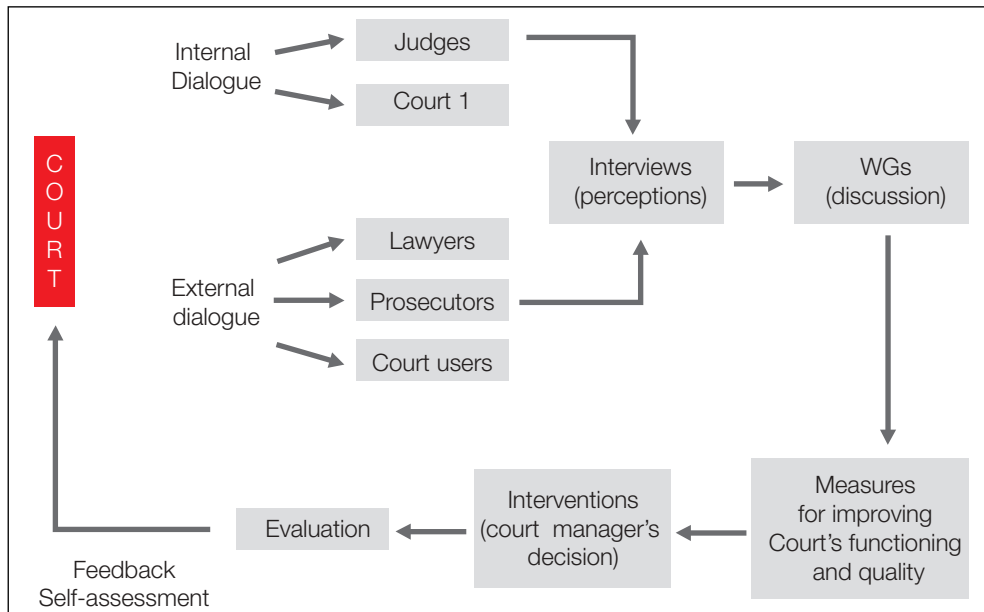 Internal
Dialogue
Judges
Court 1
C
O
U
R
T
Interviews
(perceptions)
WGs
(discussion)
External
dialogue
Lawyers
Prosecutors
Court users
Measures
for improving
Court's functioning
and quality
Interventions
(court manager's
decision)
Evaluation
Feedback
Self-assessment